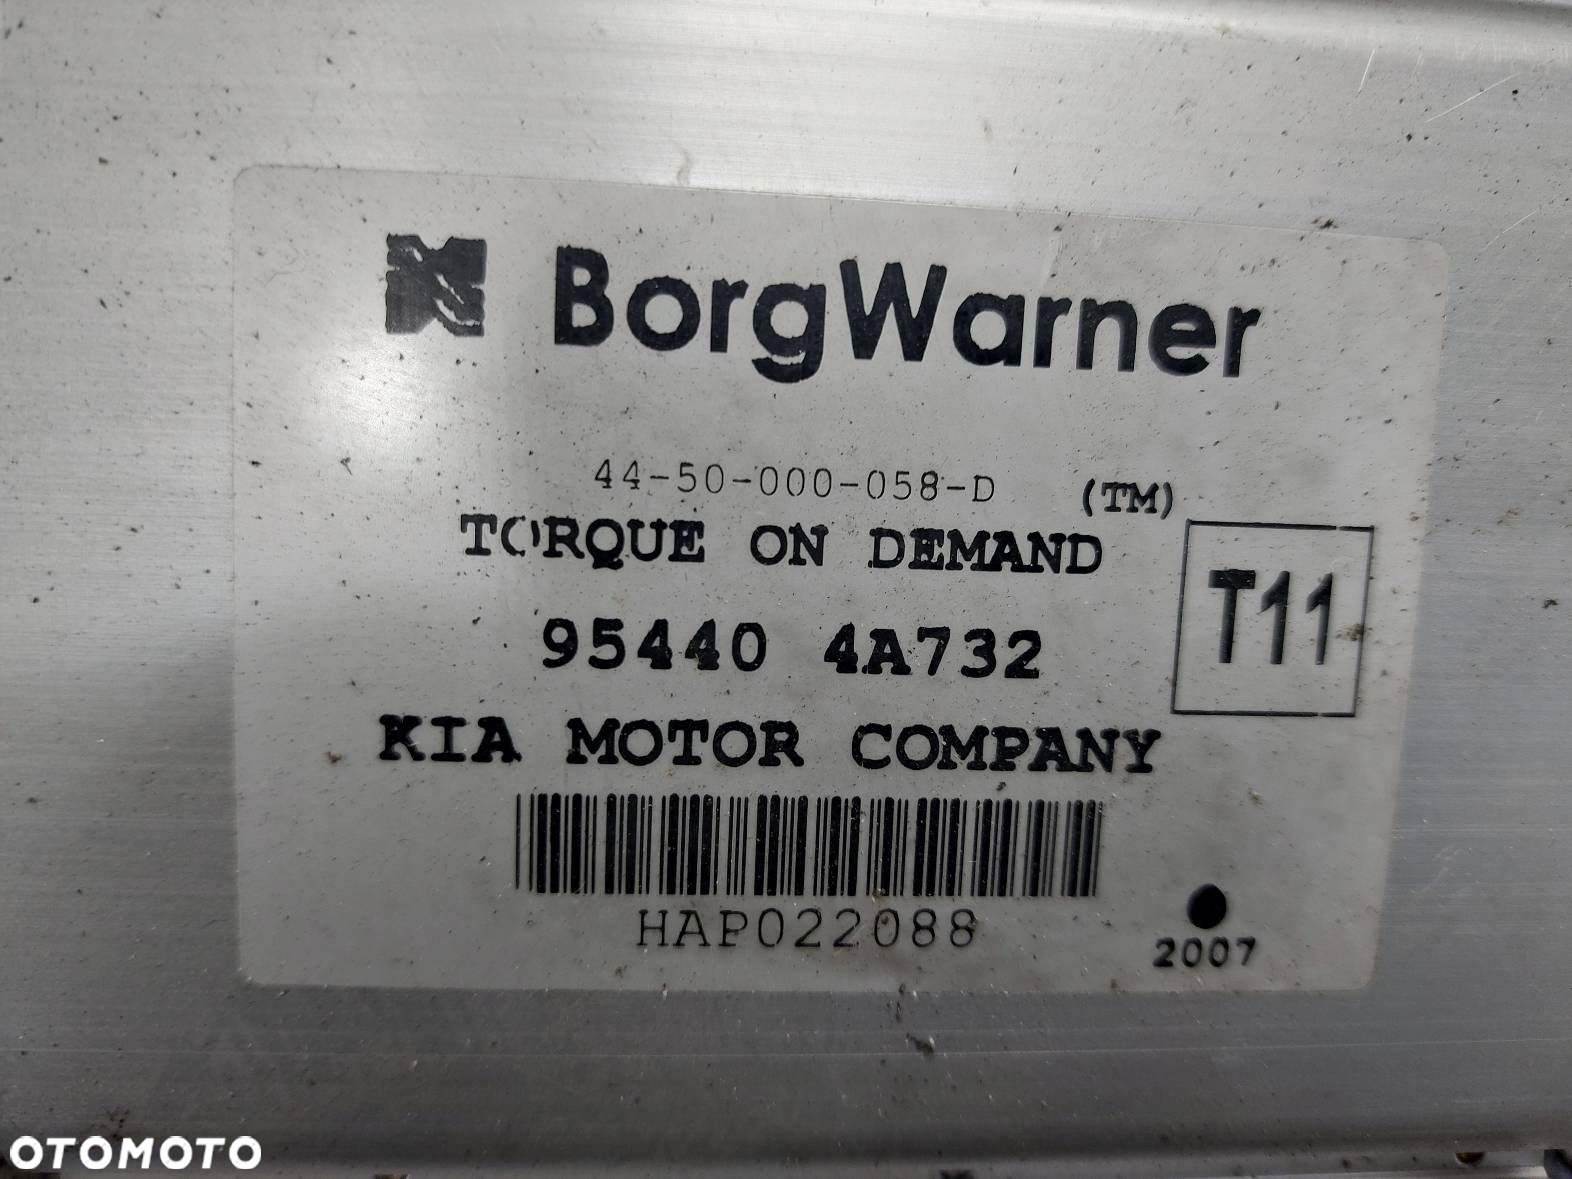 BorgWarner
44-50-000-058-D (TM)
TORQUE ON DEMAND
T11
95440 4A732
KIA MOTOR COMPANY
HAP022088
2007
OTOMOTO